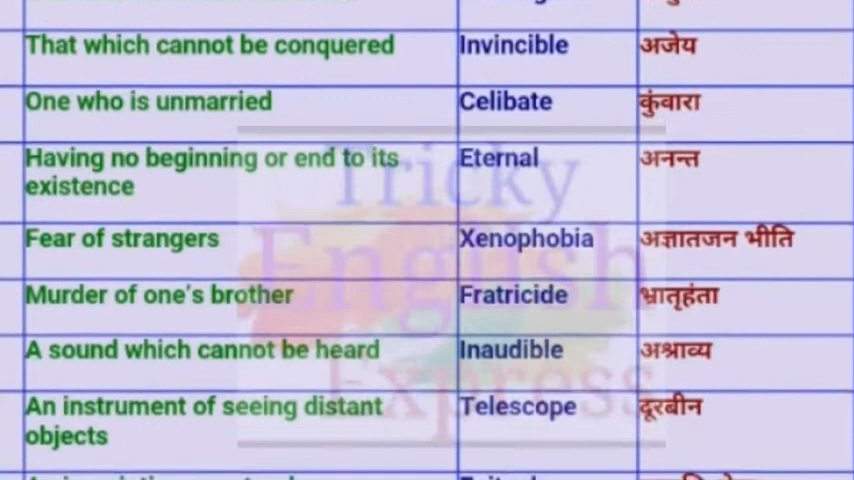 That which cannot be conquered Invincible अजेय
One who is unmarried Celibate कुंवारा
Having no beginning or end to its Eternal अनन्त
existence
Fear of strangers Xenophobia अज्ञातजन भीति
Murder of one's brother Fratricide भ्रातृहंता
A sound which cannot be heard Inaudible अश्राव्य
An instrument of seeing distant Telescope दूरबीन
objects
Tricky
English
Express